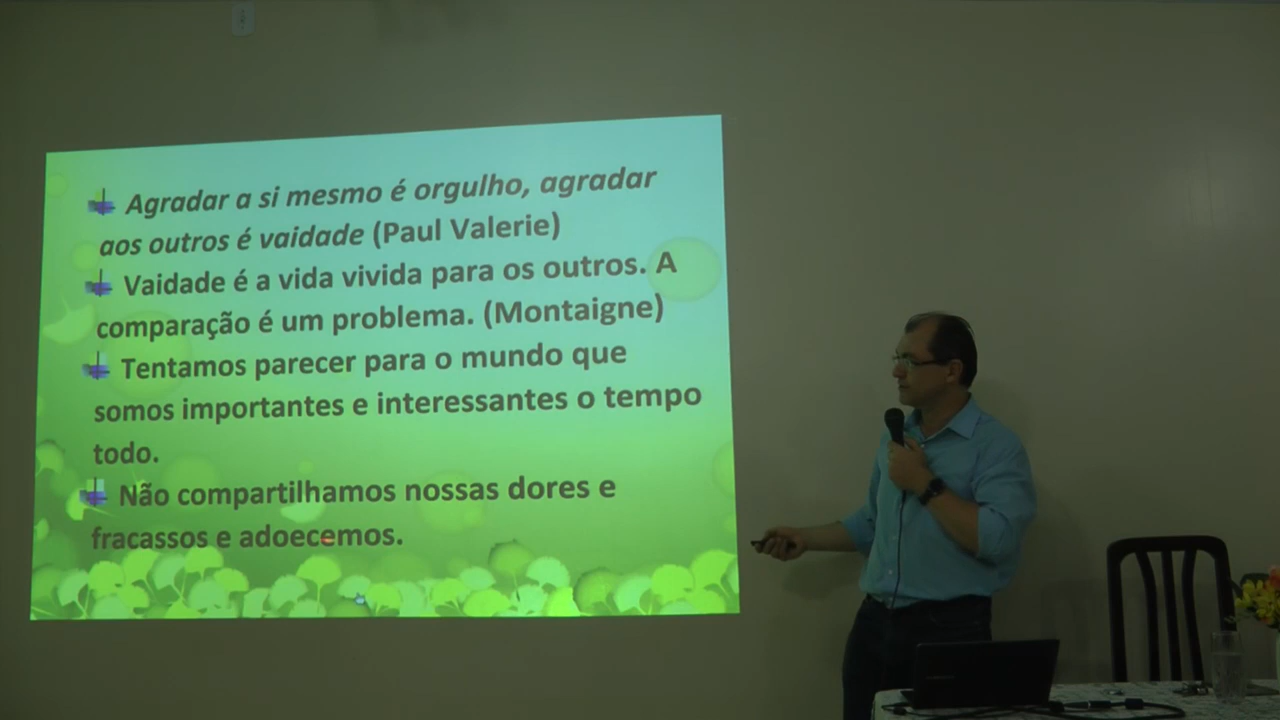 Agradar a si mesmo é orgulho, agradar
aos outros é vaidade (Paul Valerie)
Vaidade é a vida vivida para os outros. A
comparação é um problema. (Montaigne)
Tentamos parecer para o mundo que
somos importantes e interessantes o tempo
todo.
Não compartilhamos nossas dores e
fracassos e adoecemos.